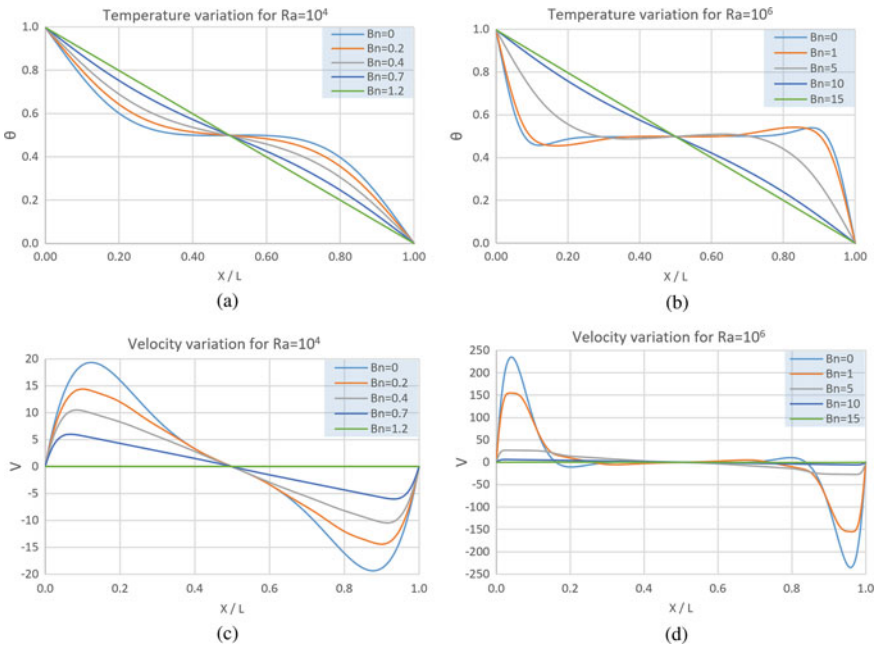 Temperature variation for Ra=10⁴
Bn=0
Bn=0.2
Bn=0.4
Bn=0.7
Bn=1.2
θ
1.0
0.8
0.6
0.4
0.2
0.0
0.00 0.20 0.40 0.60 0.80 1.00
X / L
(a)
Temperature variation for Ra=10⁶
Bn=0
Bn=1
Bn=5
Bn=10
Bn=15
θ
1.0
0.8
0.6
0.4
0.2
0.0
0.00 0.20 0.40 0.60 0.80 1.00
X / L
(b)
Velocity variation for Ra=10⁴
Bn=0
Bn=0.2
Bn=0.4
Bn=0.7
Bn=1.2
V
20
15
10
5
0
-5
-10
-15
-20
0.0 0.2 0.4 0.6 0.8 1.0
X / L
(c)
Velocity variation for Ra=10⁶
Bn=0
Bn=1
Bn=5
Bn=10
Bn=15
V
250
200
150
100
50
0
-50
-100
-150
-200
-250
0.0 0.2 0.4 0.6 0.8 1.0
X / L
(d)